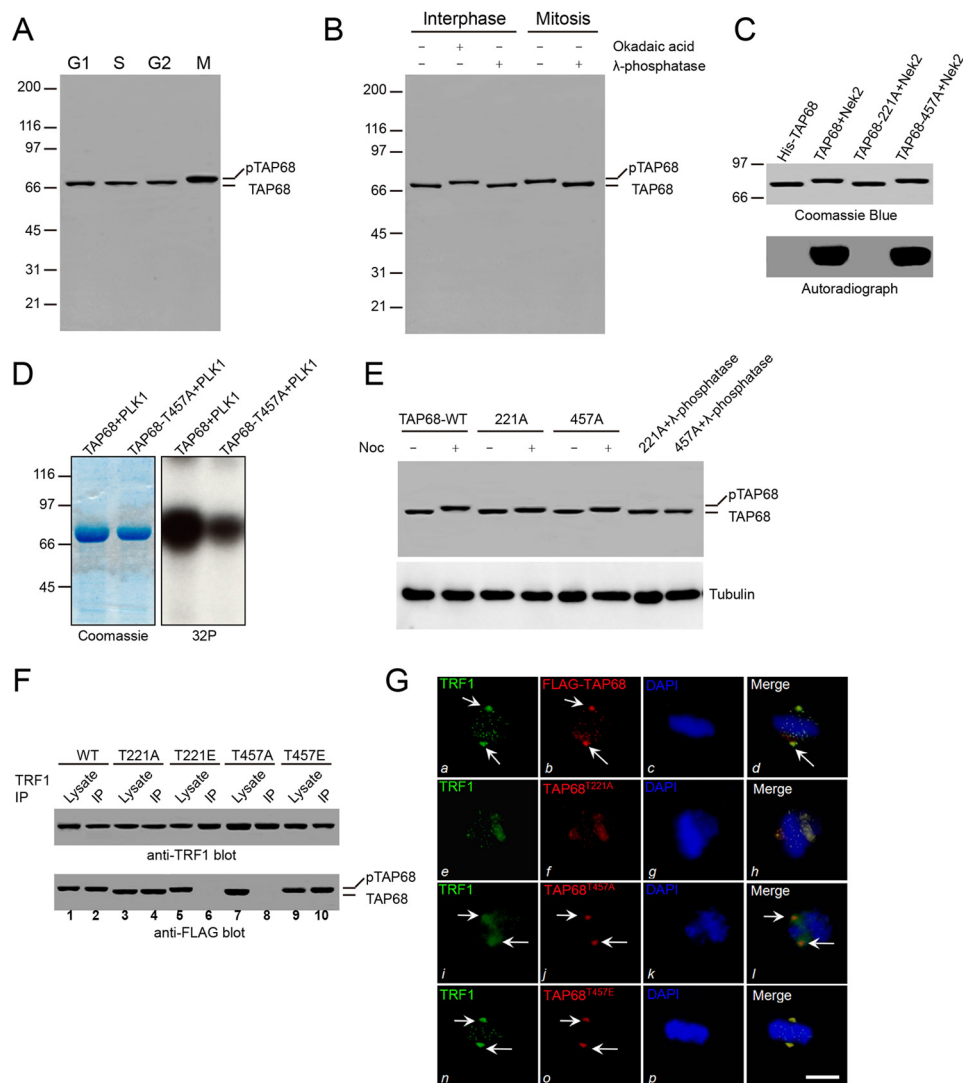 A
G1 S G2 M
200
116
97
66
45
31
21
pTAP68
TAP68
B
Interphase Mitosis
– + – – – Okadaic acid
– – + – + λ-phosphatase
200
116
97
66
45
31
21
pTAP68
TAP68
C
His-TAP68
TAP68+Nek2
TAP68-221A+Nek2
TAP68-457A+Nek2
97
66
Coomassie Blue
Autoradiograph
D
TAP68+PLK1
TAP68-T457A+PLK1
TAP68+PLK1
TAP68-T457A+PLK1
116
97
66
45
Coomassie 32P
E
TAP68-WT 221A 457A
221A+λ-phosphatase
457A+λ-phosphatase
Noc – + – + – +
pTAP68
TAP68
Tubulin
F
WT T221A T221E T457A T457E
TRF1
IP
Lysate IP Lysate IP Lysate IP Lysate IP Lysate IP
anti-TRF1 blot
pTAP68
TAP68
1 2 3 4 5 6 7 8 9 10
anti-FLAG blot
G
TRF1 FLAG-TAP68 DAPI Merge
a b c d
TRF1 TAP68T221A DAPI Merge
e f g h
TRF1 TAP68T457A DAPI Merge
i j k l
TRF1 TAP68T457E DAPI Merge
n o p